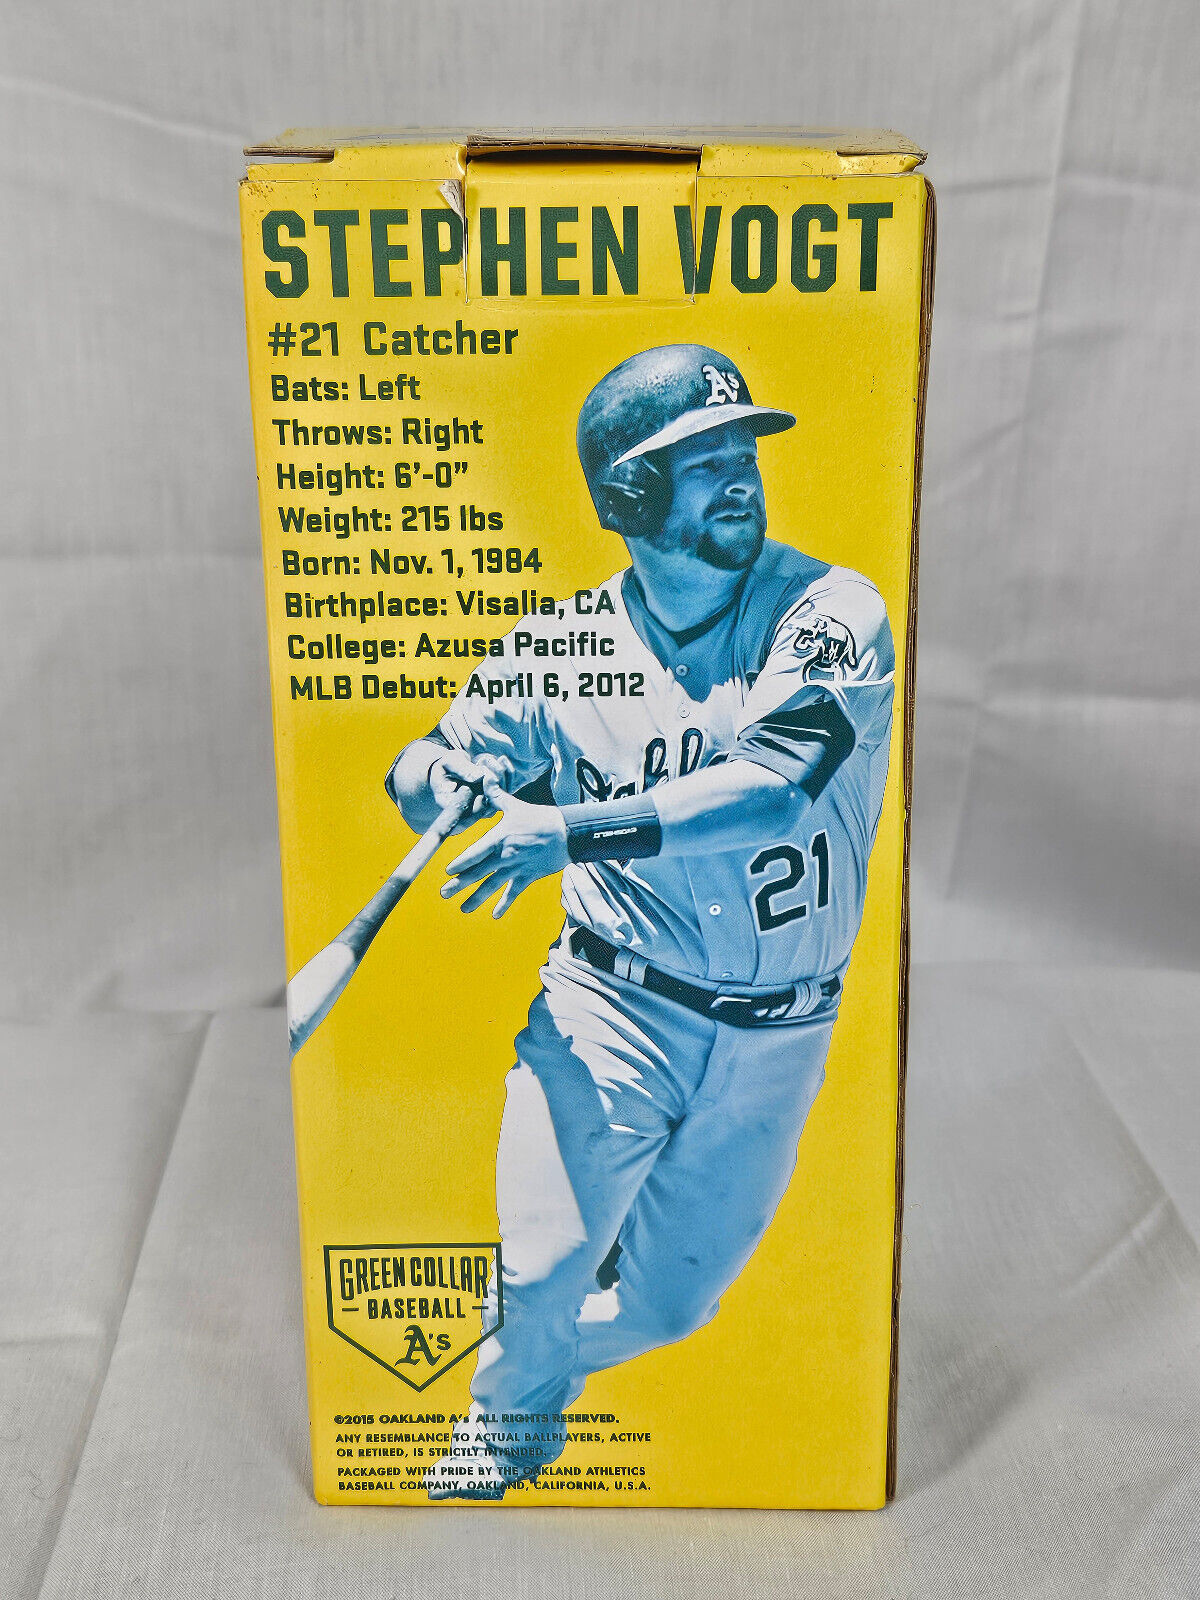 STEPHEN VOGT
#21 Catcher
Bats: Left
Throws: Right
Height: 6'-0"
Weight: 215 lbs
Born: Nov. 1, 1984
Birthplace: Visalia, CA
College: Azusa Pacific
MLB Debut: April 6, 2012
A's
Oakla
EVOSHIELD
21
GREEN COLLAR
- BASEBALL -
A's
©2015 OAKLAND A's ALL RIGHTS RESERVED.
ANY RESEMBLANCE TO ACTUAL BALLPLAYERS, ACTIVE
OR RETIRED, IS STRICTLY INTENDED.
PACKAGED WITH PRIDE BY THE OAKLAND ATHLETICS
BASEBALL COMPANY, OAKLAND, CALIFORNIA, U.S.A.